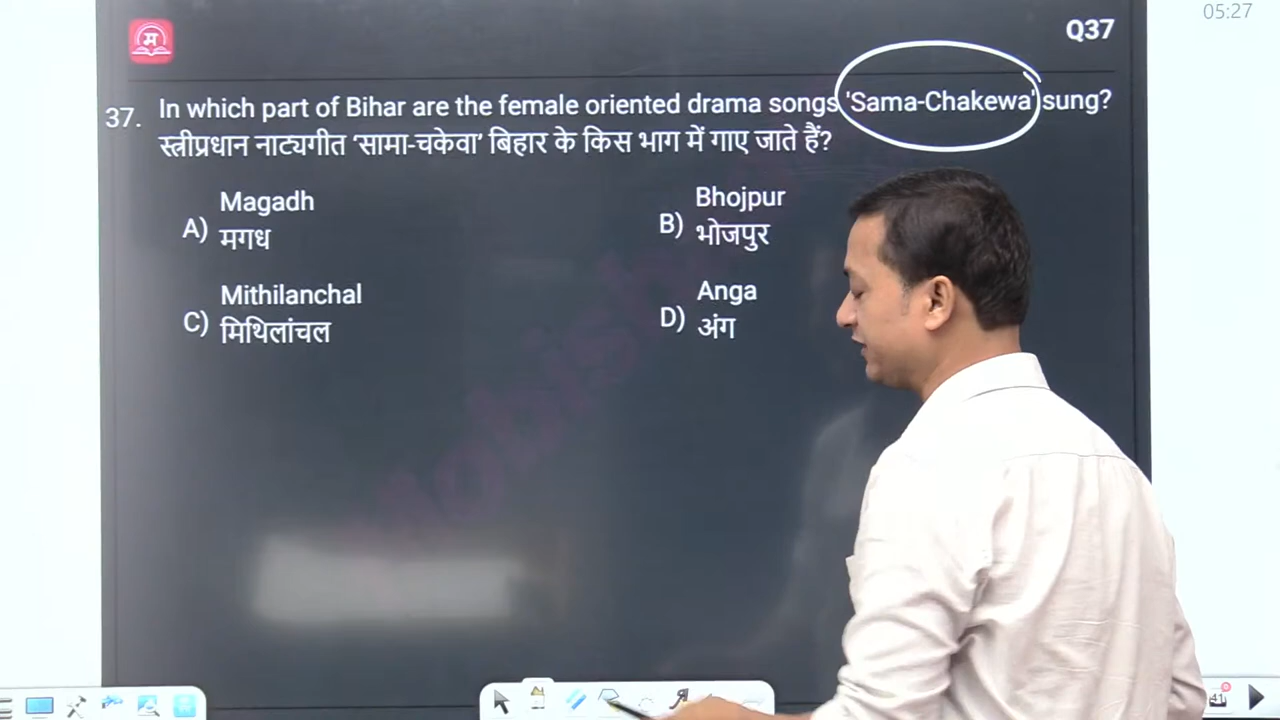 05:27
म
Q37
37. In which part of Bihar are the female oriented drama songs 'Sama-Chakewa' sung?
स्त्रीप्रधान नाट्यगीत 'सामा-चकेवा' बिहार के किस भाग में गाए जाते हैं?
A) Magadh
मगध
B) Bhojpur
भोजपुर
C) Mithilanchal
मिथिलांचल
D) Anga
अंग
41